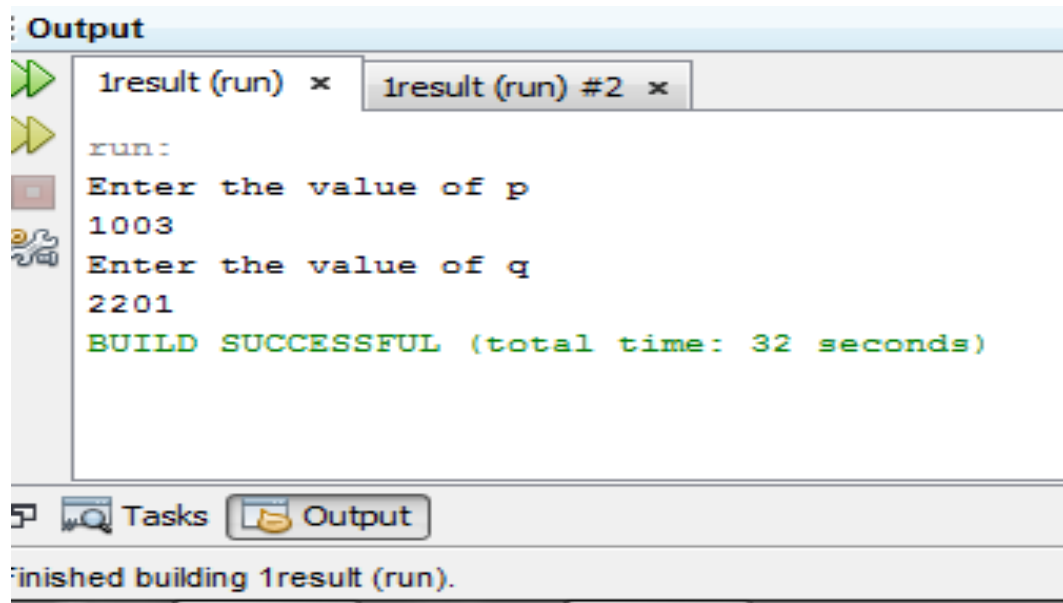 Output
1result (run) × 1result (run) #2 ×
run:
Enter the value of p
1003
Enter the value of q
2201
BUILD SUCCESSFUL (total time: 32 seconds)
Tasks Output
Finished building 1result (run).